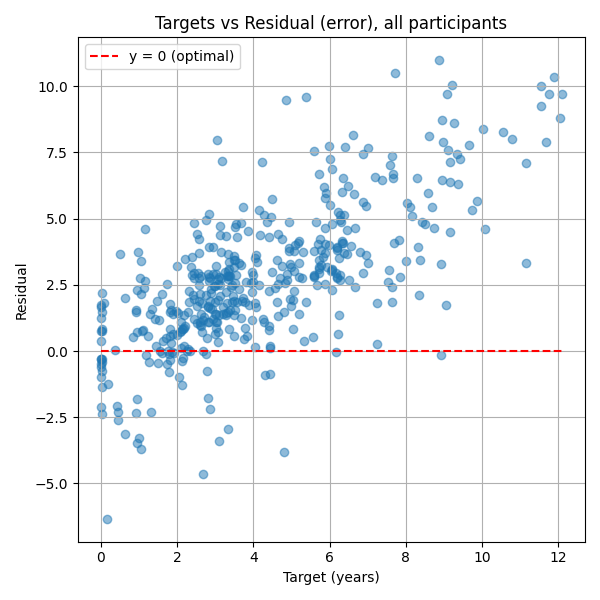 Targets vs Residual (error), all participants
y = 0 (optimal)
10.0
7.5
5.0
2.5
0.0
−2.5
−5.0
Residual
0 2 4 6 8 10 12
Target (years)